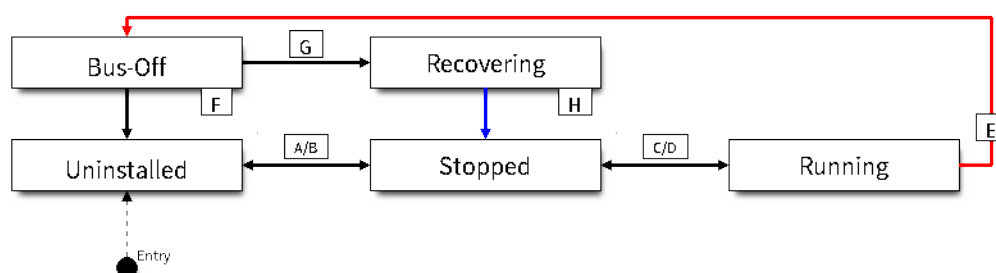 G
Bus-Off
Recovering
F
H
E
A/B
C/D
Uninstalled
Stopped
Running
Entry